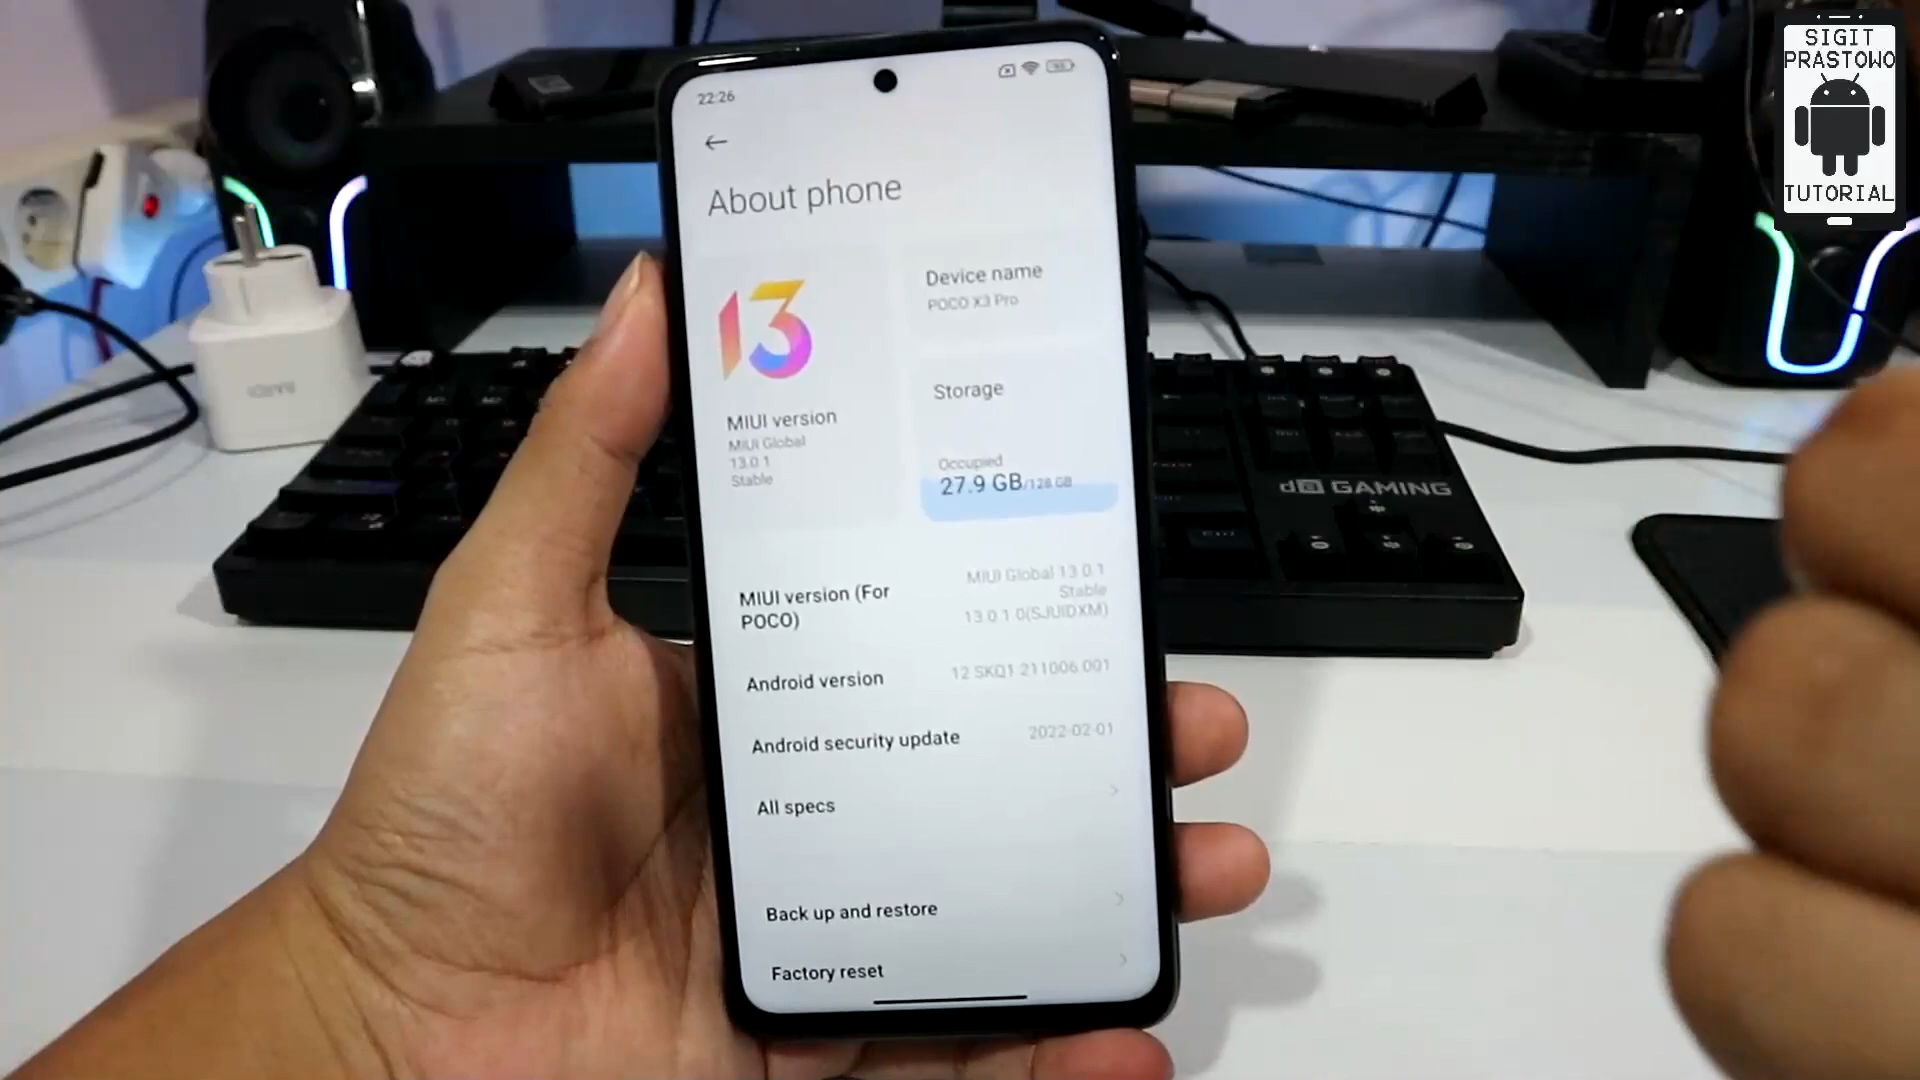 SIGIT
PRASTOWO
TUTORIAL
22:26
About phone
13
MIUI version
MIUI Global
13.0.1
Stable
Device name
POCO X3 Pro
Storage
Occupied
27.9 GB/128 GB
MIUI version (For
POCO)
MIUI Global 13.0.1
Stable
13.0.1.0(SJUIDXM)
Android version
12 SKQ1.211006.001
Android security update
2022-02-01
All specs
Back up and restore
Factory reset
da GAMING